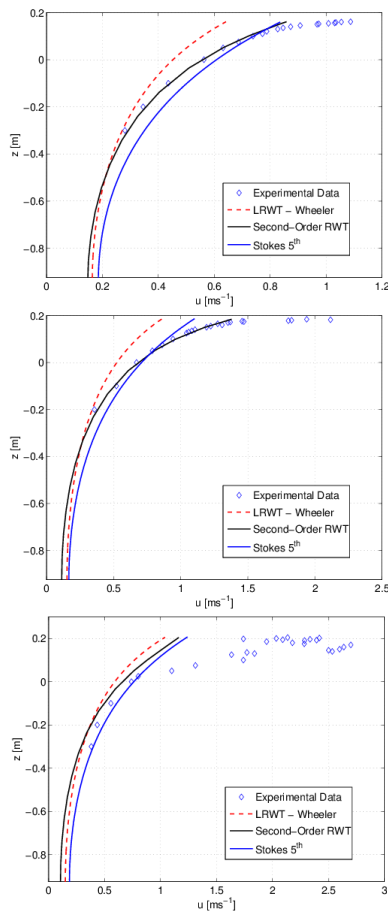 0.2
0
−0.2
−0.4
−0.6
−0.8
z [m]
Experimental Data
LRWT − Wheeler
Second−Order RWT
Stokes 5th
0 0.2 0.4 0.6 0.8 1 1.2
u [ms−1]
0.2
0
−0.2
−0.4
−0.6
−0.8
z [m]
Experimental Data
LRWT − Wheeler
Second−Order RWT
Stokes 5th
0 0.5 1 1.5 2 2.5
u [ms−1]
0.2
0
−0.2
−0.4
−0.6
−0.8
z [m]
Experimental Data
LRWT − Wheeler
Second−Order RWT
Stokes 5th
0 0.5 1 1.5 2 2.5 3
u [ms−1]